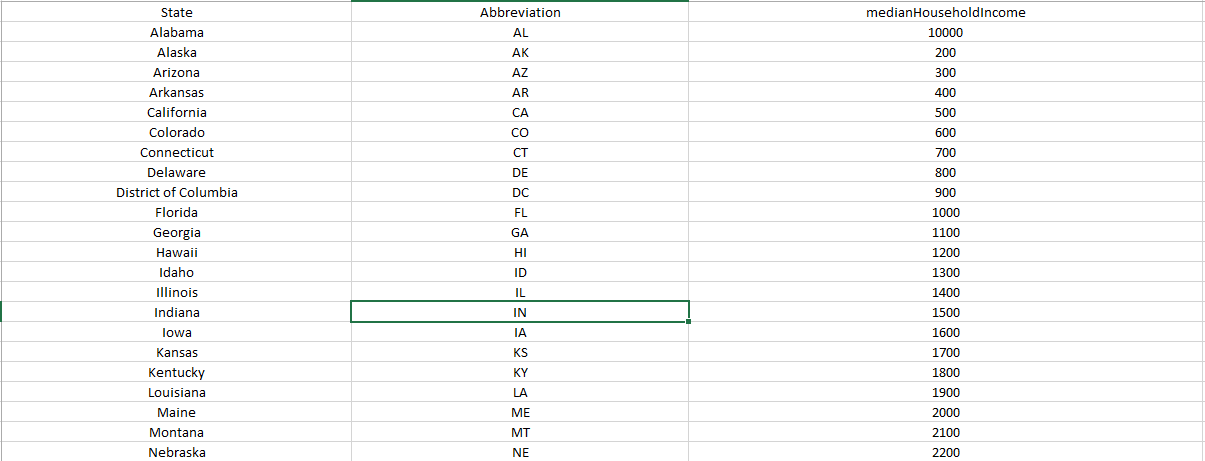 State Abbreviation medianHouseholdIncome
Alabama AL 10000
Alaska AK 200
Arizona AZ 300
Arkansas AR 400
California CA 500
Colorado CO 600
Connecticut CT 700
Delaware DE 800
District of Columbia DC 900
Florida FL 1000
Georgia GA 1100
Hawaii HI 1200
Idaho ID 1300
Illinois IL 1400
Indiana IN 1500
Iowa IA 1600
Kansas KS 1700
Kentucky KY 1800
Louisiana LA 1900
Maine ME 2000
Montana MT 2100
Nebraska NE 2200